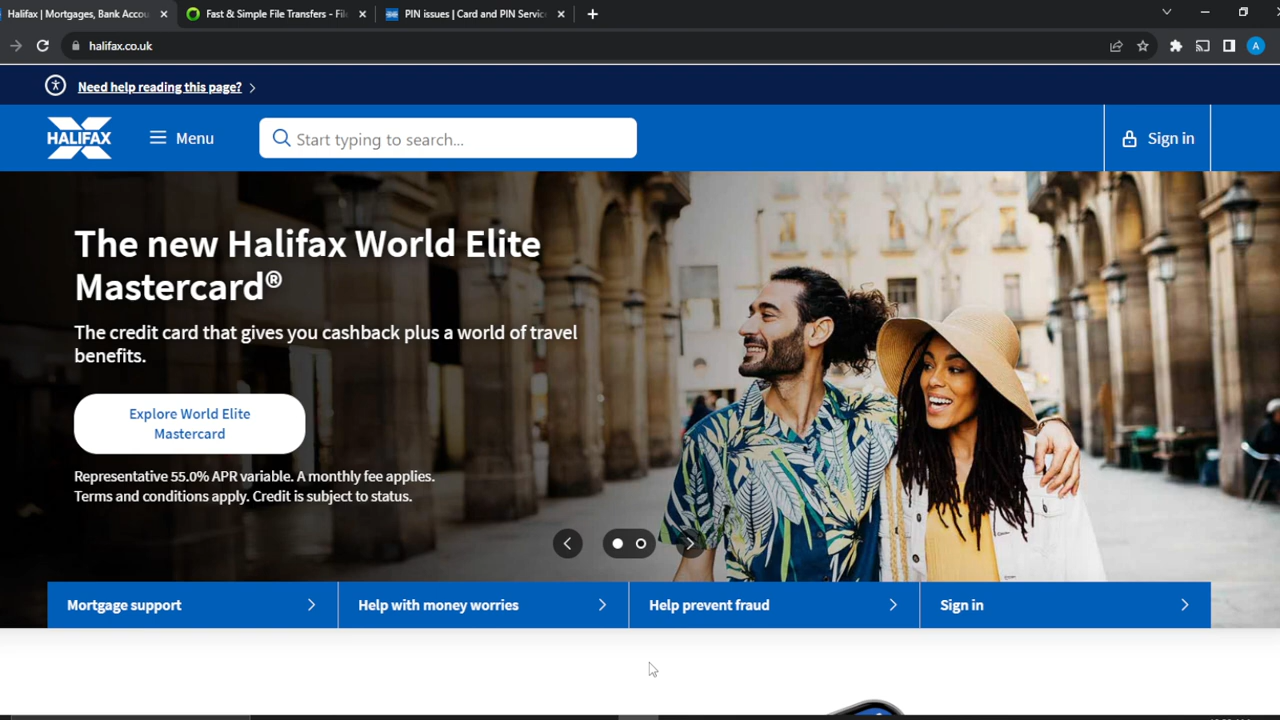 Halifax | Mortgages, Bank Accou
Fast & Simple File Transfers - File
PIN issues | Card and PIN Service
halifax.co.uk
A
Need help reading this page?
HALIFAX
Menu
Start typing to search...
Sign in
The new Halifax World Elite
Mastercard®
The credit card that gives you cashback plus a world of travel
benefits.
Explore World Elite
Mastercard
Representative 55.0% APR variable. A monthly fee applies.
Terms and conditions apply. Credit is subject to status.
Mortgage support
Help with money worries
Help prevent fraud
Sign in